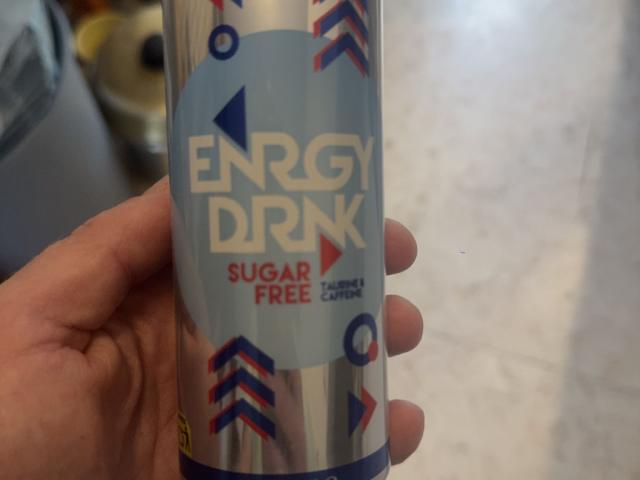 ENRGY
DRNK
SUGAR
FREE
TAURINE &
CAFFEINE